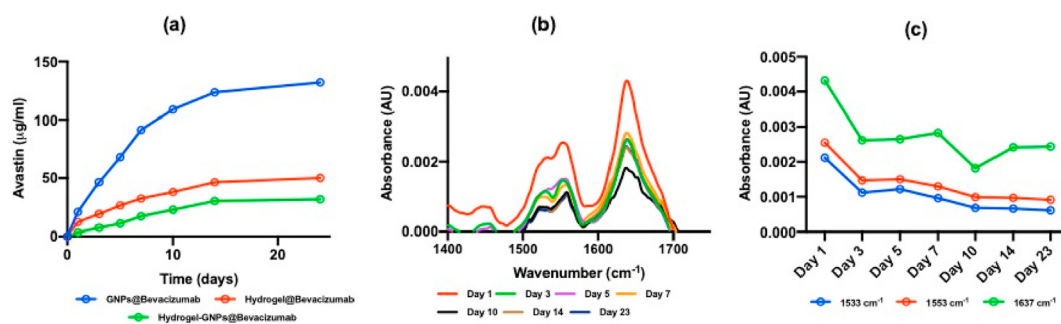 (a)
150
100
50
0
Avastin (µg/ml)
0
10
20
Time (days)
GNPs@Bevacizumab
Hydrogel@Bevacizumab
Hydrogel-GNPs@Bevacizumab
(b)
0.004
0.002
0.000
Absorbance (AU)
1400
1500
1600
1700
Wavenumber (cm⁻¹)
Day 1
Day 3
Day 5
Day 7
Day 10
Day 14
Day 23
(c)
0.005
0.004
0.003
0.002
0.001
0.000
Absorbance (AU)
Day 1
Day 3
Day 5
Day 7
Day 10
Day 14
Day 23
1533 cm⁻¹
1553 cm⁻¹
1637 cm⁻¹